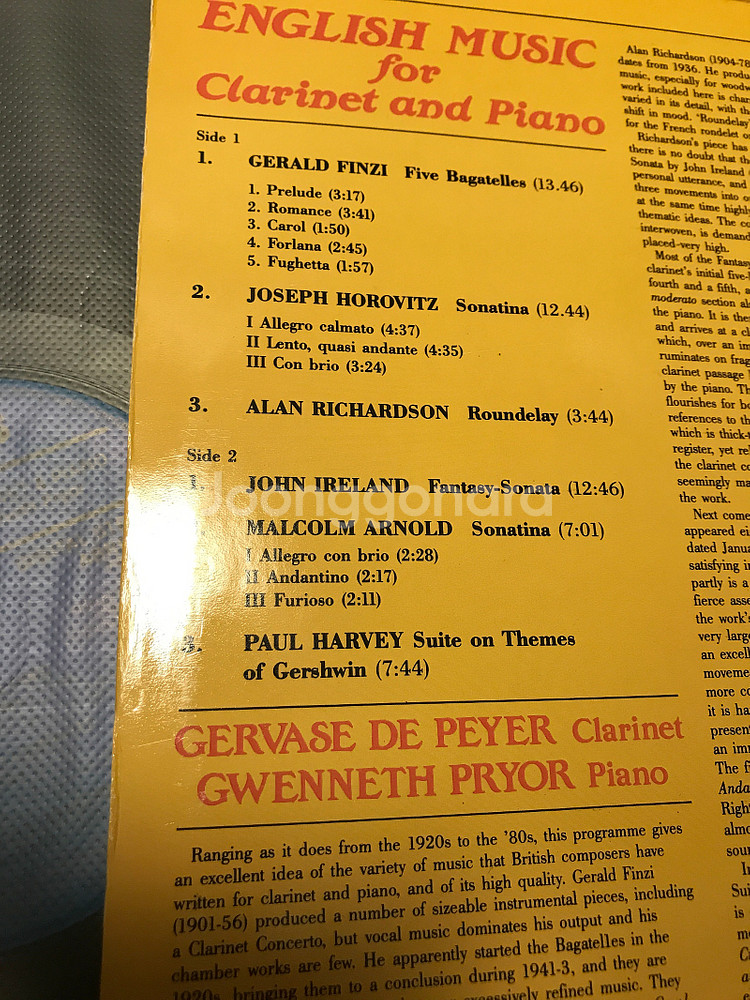 ENGLISH MUSIC
for
Clarinet and Piano
Side 1
1. GERALD FINZI Five Bagatelles (13.46)
1. Prelude (3:17)
2. Romance (3:41)
3. Carol (1:50)
4. Forlana (2:45)
5. Fughetta (1:57)
2. JOSEPH HOROVITZ Sonatina (12.44)
I Allegro calmato (4:37)
II Lento, quasi andante (4:35)
III Con brio (3:24)
3. ALAN RICHARDSON Roundelay (3:44)
Side 2
1. JOHN IRELAND Fantasy-Sonata (12:46)
Joonggonara
MALCOLM ARNOLD Sonatina (7:01)
I Allegro con brio (2:28)
II Andantino (2:17)
III Furioso (2:11)
3. PAUL HARVEY Suite on Themes
of Gershwin (7:44)
GERVASE DE PEYER Clarinet
GWENNETH PRYOR Piano
Ranging as it does from the 1920s to the '80s, this programme gives
an excellent idea of the variety of music that British composers have
written for clarinet and piano, and of its high quality. Gerald Finzi
(1901-56) produced a number of sizeable instrumental pieces, including
a Clarinet Concerto, but vocal music dominates his output and his
chamber works are few. He apparently started the Bagatelles in the
1920s, bringing them to a conclusion during 1941-3, and they are
excessively refined music. They
Alan Richardson (1904-78
dates from 1936. He produ
music, especially for woodw
work included here is cha
varied in its detail, with th
shift in mood. 'Roundelay'
for the French rondelet o
Richardson's piece has
there is no doubt that th
Sonata by John Ireland
personal utterance, and
three movements into o
at the same time highl
thematic ideas. The co
interwoven, is demand
placed-very high.
Most of the Fantasy
clarinet's initial five-
fourth and a fifth, a
moderato section al
the piano. It is the
and arrives at a cl
which, over an im
ruminates on frag
clarinet passage
by the piano. Th
flourishes for bo
references to th
which is thick-t
register, yet re
the clarinet co
seemingly ma
the work.
Next come
appeared ei
dated Janua
satisfying i
partly is a
fierce asse
the work's
very large
an excell
moveme
more co
it is ha
presen
an im
The fi
Anda
Right
almo
soun
In
Sui
is
m
C
a